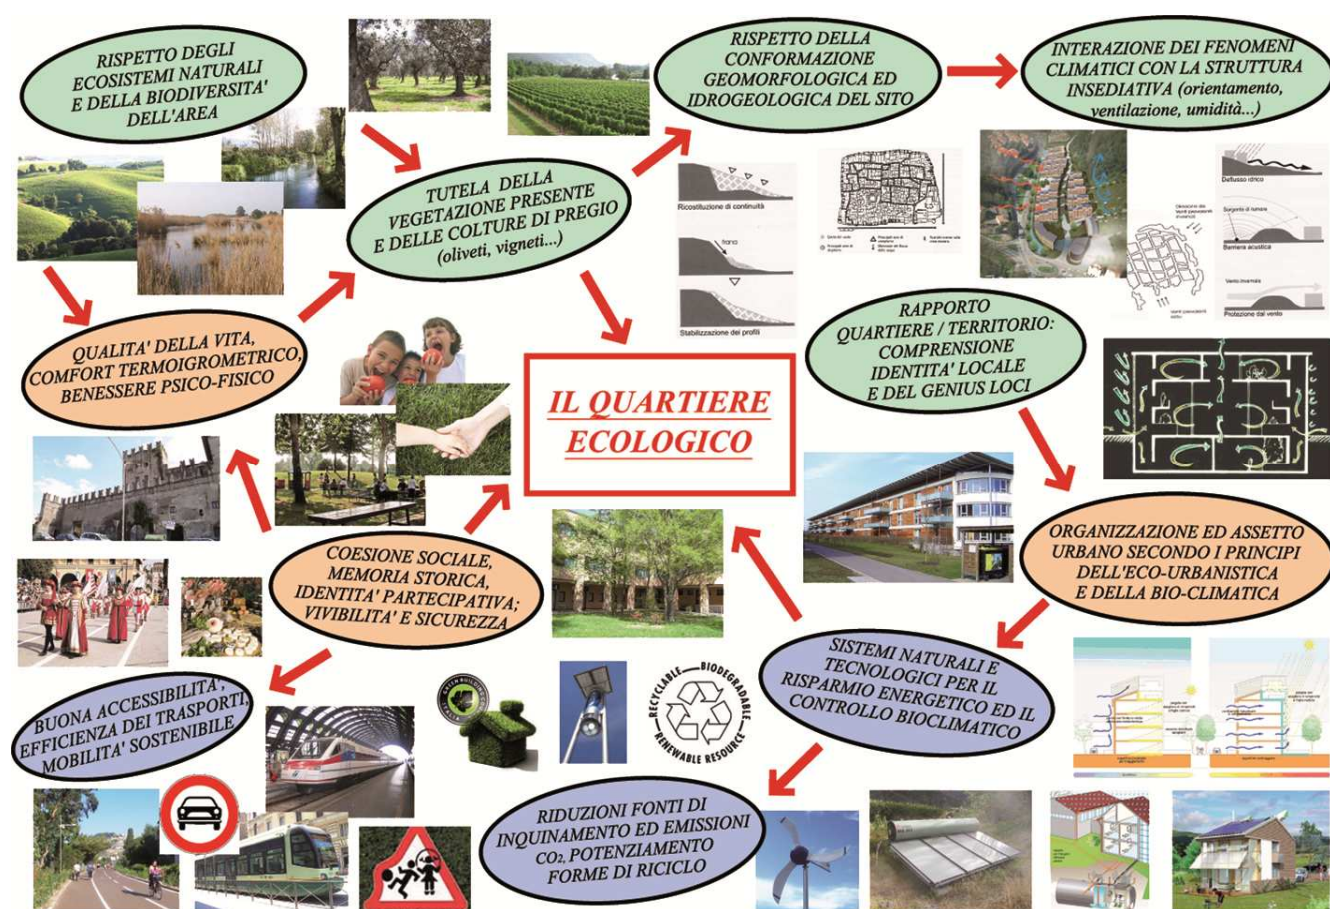 RISPETTO DEGLI
ECOSISTEMI NATURALI
E DELLA BIODIVERSITA'
DELL'AREA
RISPETTO DELLA
CONFORMAZIONE
GEOMORFOLOGICA ED
IDROGEOLOGICA DEL SITO
INTERAZIONE DEI FENOMENI
CLIMATICI CON LA STRUTTURA
INSEDIATIVA (orientamento,
ventilazione, umidità...)
TUTELA DELLA
VEGETAZIONE PRESENTE
E DELLE COLTURE DI PREGIO
(oliveti, vigneti...)
Ricostituzione di continuità
frana
Stabilizzazione dei profili
Deflusso idrico
Sorgente di rumore
Barriera acustica
Vento invernale
Protezione dal vento
QUALITA' DELLA VITA,
COMFORT TERMOIGROMETRICO,
BENESSERE PSICO-FISICO
IL QUARTIERE
ECOLOGICO
RAPPORTO
QUARTIERE / TERRITORIO:
COMPRENSIONE
IDENTITA' LOCALE
E DEL GENIUS LOCI
COESIONE SOCIALE,
MEMORIA STORICA,
IDENTITA' PARTECIPATIVA;
VIVIBILITA' E SICUREZZA
ORGANIZZAZIONE ED ASSETTO
URBANO SECONDO I PRINCIPI
DELL'ECO-URBANISTICA
E DELLA BIO-CLIMATICA
BUONA ACCESSIBILITA',
EFFICIENZA DEI TRASPORTI,
MOBILITA' SOSTENIBILE
SISTEMI NATURALI E
TECNOLOGICI PER IL
RISPARMIO ENERGETICO ED IL
CONTROLLO BIOCLIMATICO
RECYCLABLE
BIODEGRADABLE
RENEWABLE RESOURCE
RIDUZIONI FONTI DI
INQUINAMENTO ED EMISSIONI
CO2, POTENZIAMENTO
FORME DI RICICLO